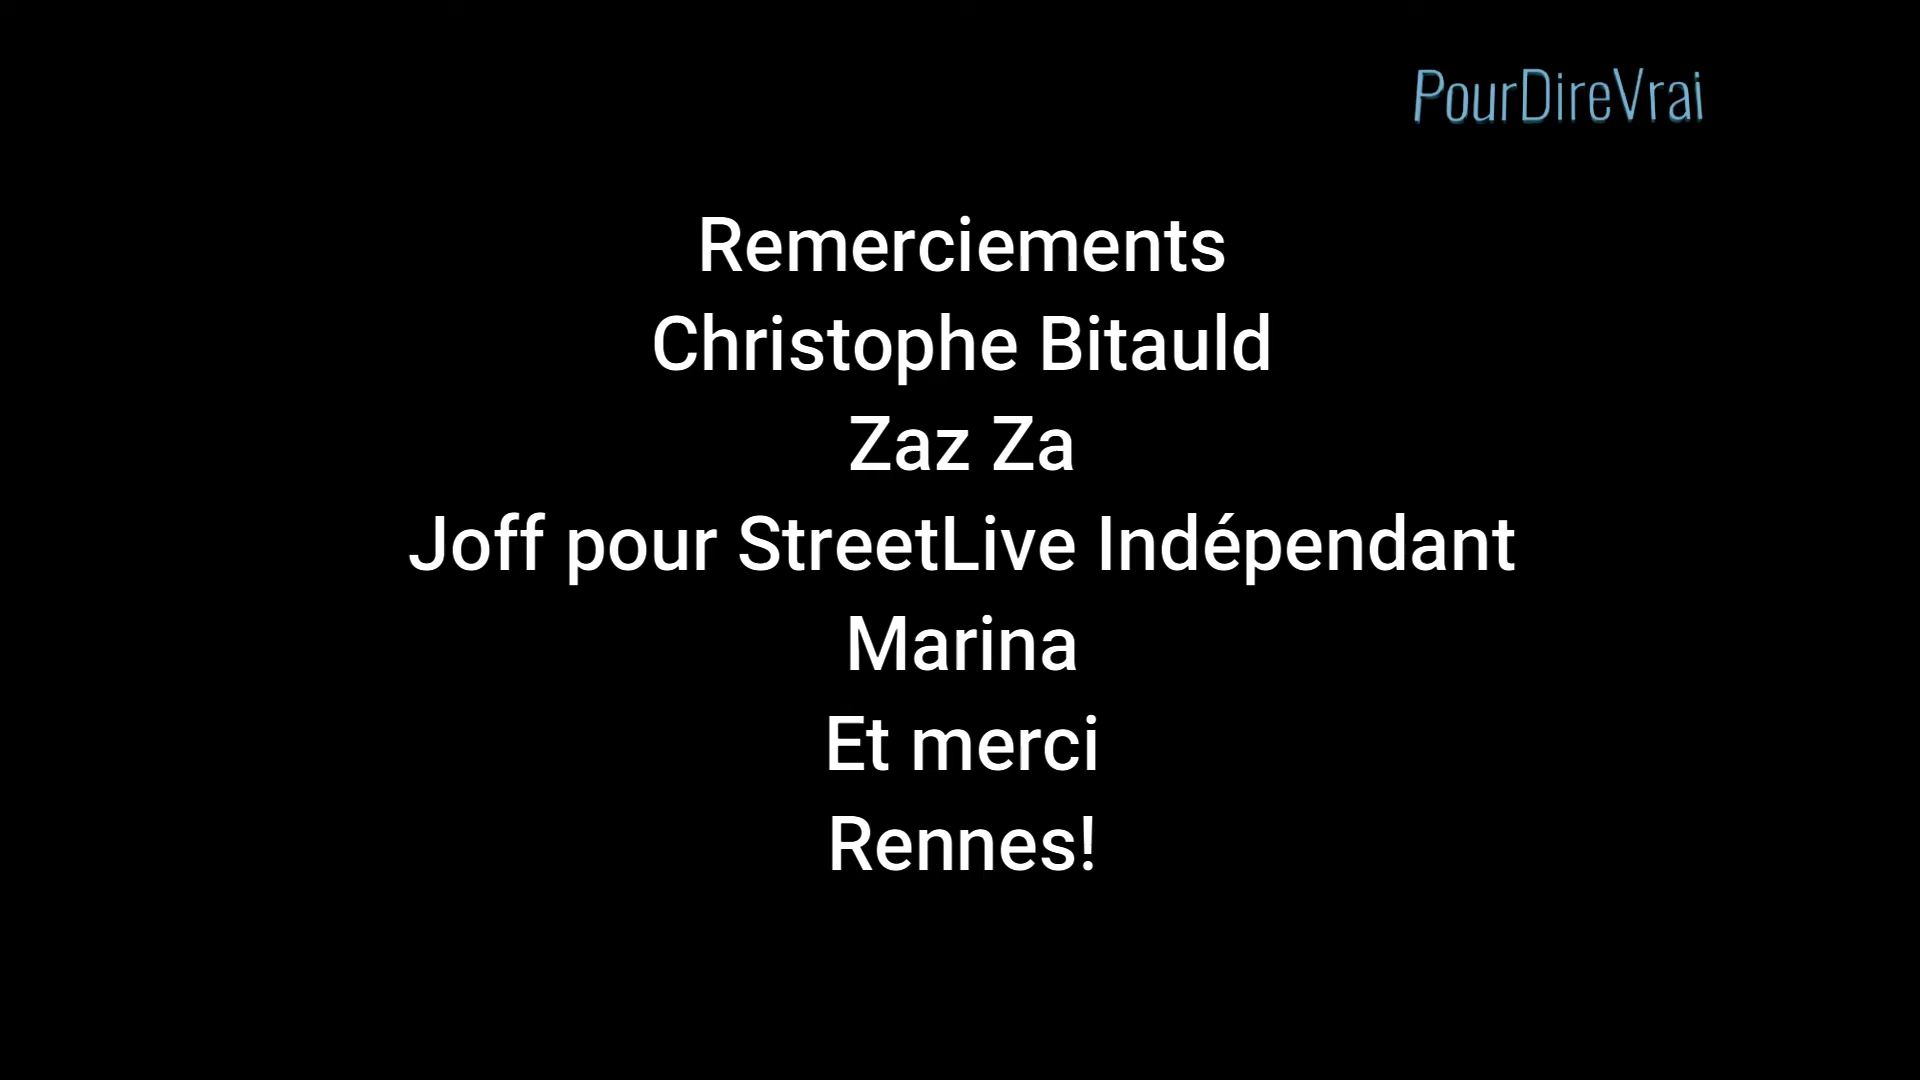 PourDireVrai
Remerciements
Christophe Bitauld
Zaz Za
Joff pour StreetLive Indépendant
Marina
Et merci
Rennes!